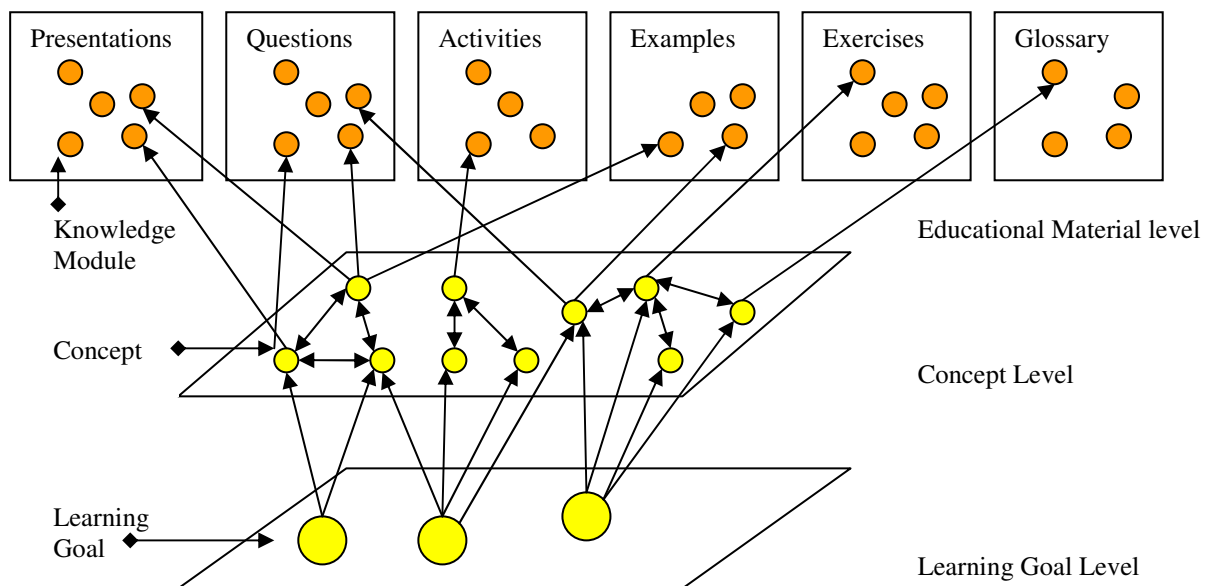 Presentations
Questions
Activities
Examples
Exercises
Glossary
Knowledge
Module
Educational Material level
Concept
Concept Level
Learning
Goal
Learning Goal Level